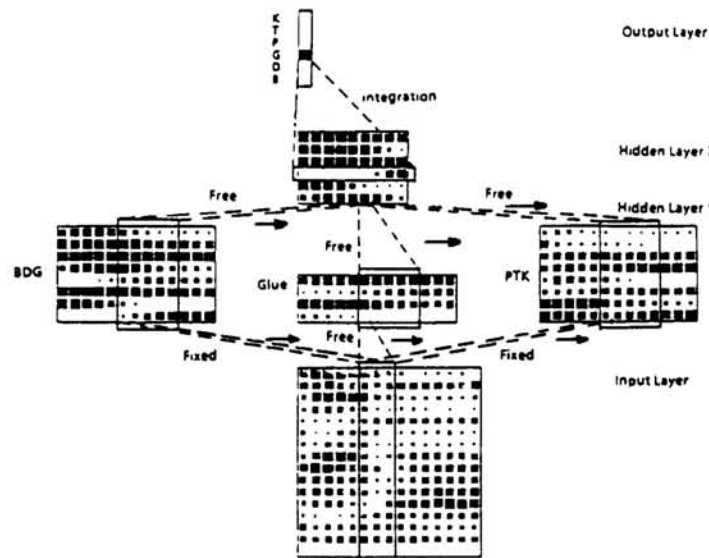 K
T
P
G
D
B
Output Layer
Integration
Hidden Layer
Free
Free
Hidden Layer
BDG
Free
Glue
PTK
Fixed
Free
Fixed
Input Layer